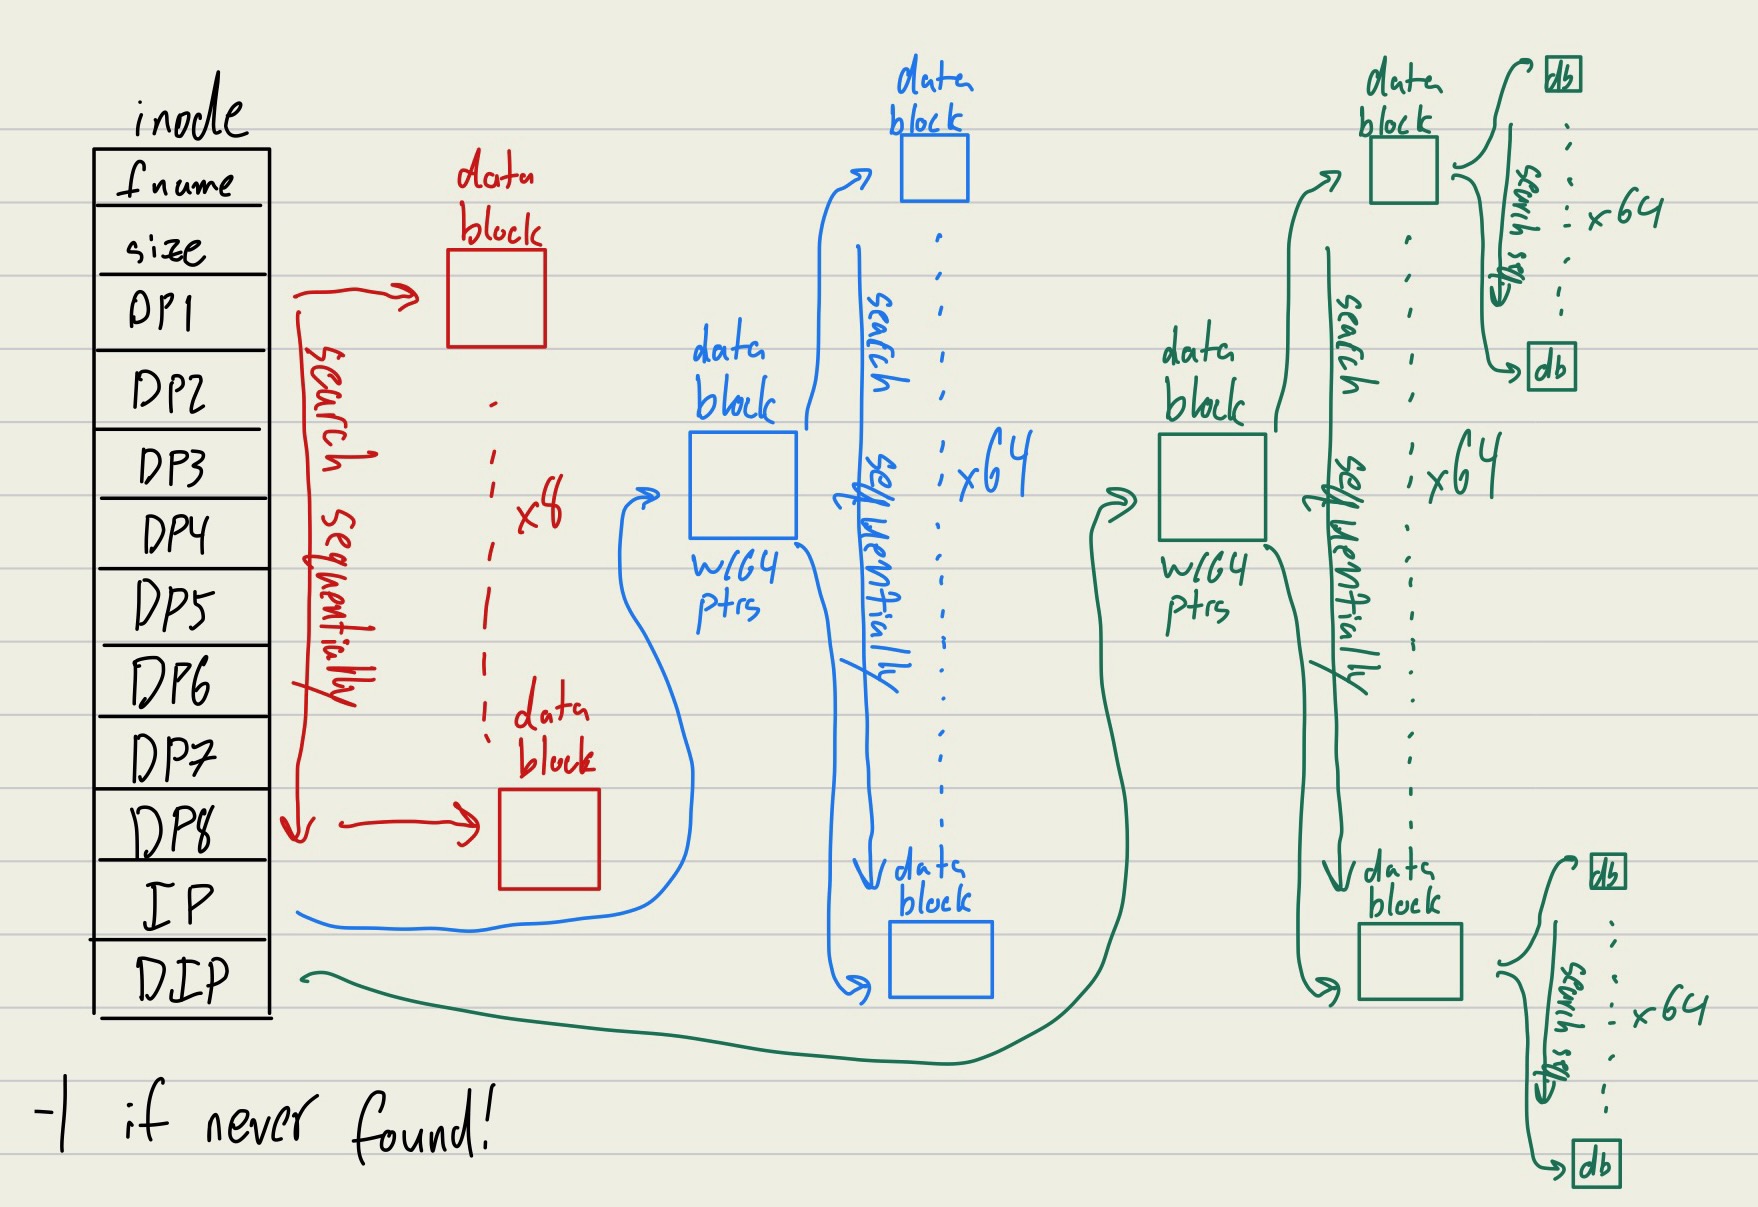 inode
fname
size
DP1
DP2
DP3
DP4
DP5
DP6
DP7
DP8
IP
DIP
-1 if never found!
data
block
search sequentially
x8
data
block
data
block
w/64
ptrs
data
block
search sequentially
x64
data
block
data
block
w/64
ptrs
data
block
search sequentially
x64
data
block
db
search seq
x64
db
db
search seq
x64
db